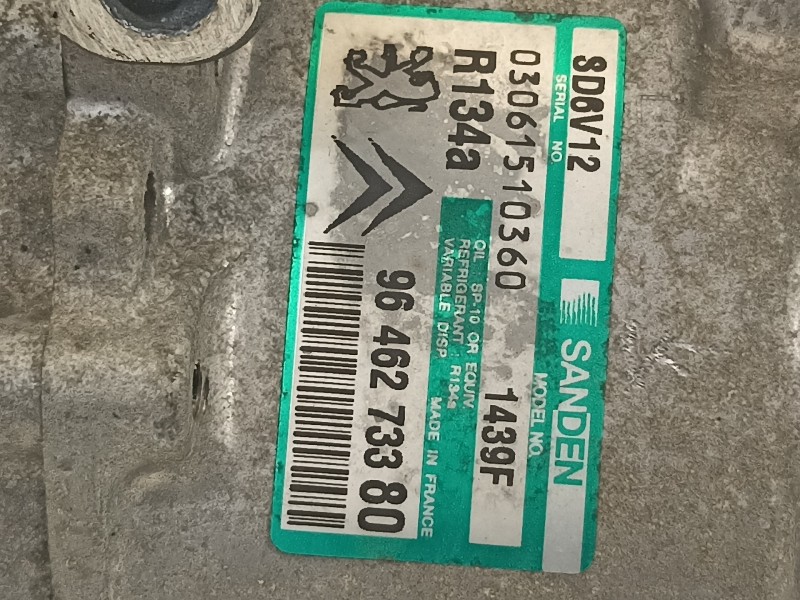 SD6V12
SANDEN
SERIAL NO.
MODEL NO.
03061510360
1439F
R134a
OIL : SP-10 OR EQUIV.
REFRIGERANT : R134a
VARIABLE DISP
MADE IN FRANCE
96 462 733 80